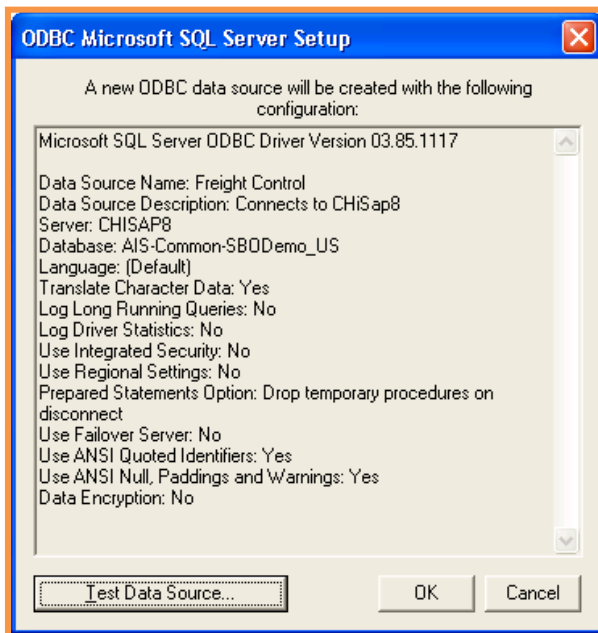 ODBC Microsoft SQL Server Setup
A new ODBC data source will be created with the following
configuration:
Microsoft SQL Server ODBC Driver Version 03.85.1117
Data Source Name: Freight Control
Data Source Description: Connects to CHiSap8
Server: CHISAP8
Database: AIS-Common-SBODemo_US
Language: (Default)
Translate Character Data: Yes
Log Long Running Queries: No
Log Driver Statistics: No
Use Integrated Security: No
Use Regional Settings: No
Prepared Statements Option: Drop temporary procedures on
disconnect
Use Failover Server: No
Use ANSI Quoted Identifiers: Yes
Use ANSI Null, Paddings and Warnings: Yes
Data Encryption: No
Test Data Source... OK Cancel